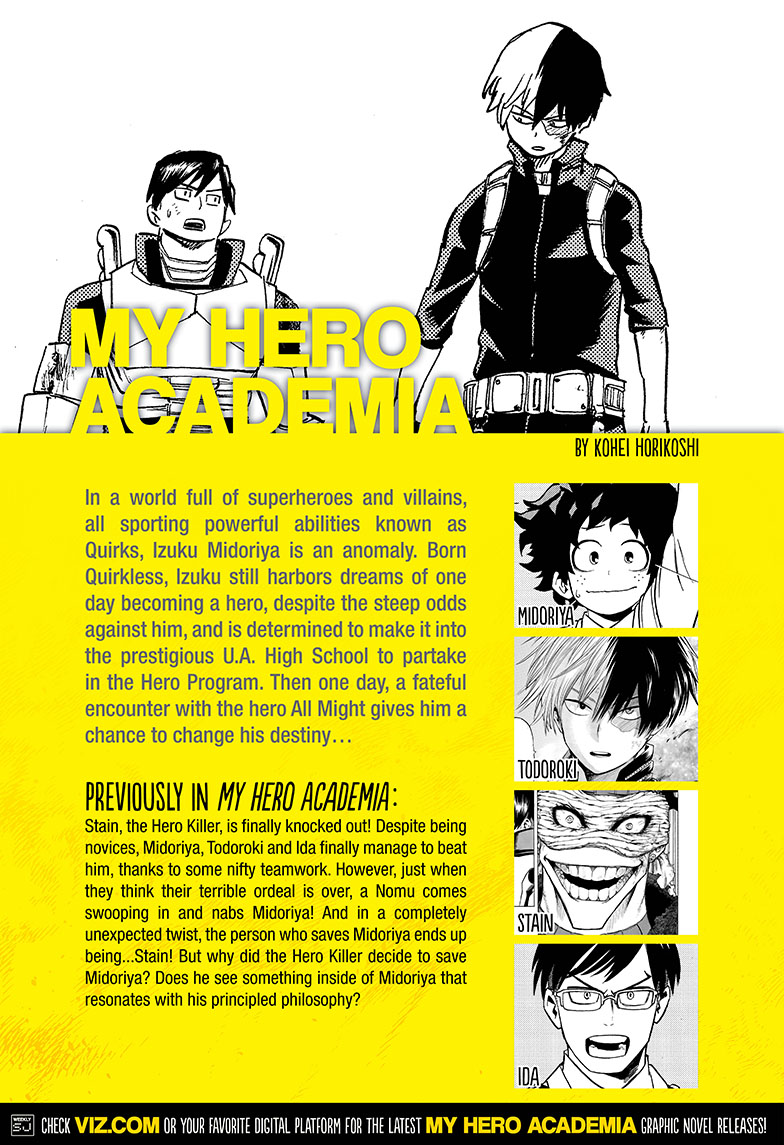 MY HERO
ACADEMIA
BY KOHEI HORIKOSHI
In a world full of superheroes and villains,
all sporting powerful abilities known as
Quirks, Izuku Midoriya is an anomaly. Born
Quirkless, Izuku still harbors dreams of one
day becoming a hero, despite the steep odds
against him, and is determined to make it into
the prestigious U.A. High School to partake
in the Hero Program. Then one day, a fateful
encounter with the hero All Might gives him a
chance to change his destiny…
PREVIOUSLY IN MY HERO ACADEMIA:
Stain, the Hero Killer, is finally knocked out! Despite being
novices, Midoriya, Todoroki and Ida finally manage to beat
him, thanks to some nifty teamwork. However, just when
they think their terrible ordeal is over, a Nomu comes
swooping in and nabs Midoriya! And in a completely
unexpected twist, the person who saves Midoriya ends up
being...Stain! But why did the Hero Killer decide to save
Midoriya? Does he see something inside of Midoriya that
resonates with his principled philosophy?
MIDORIYA
TODOROKI
STAIN
IDA
WEEKLY
SJ
CHECK VIZ.COM OR YOUR FAVORITE DIGITAL PLATFORM FOR THE LATEST MY HERO ACADEMIA GRAPHIC NOVEL RELEASES!